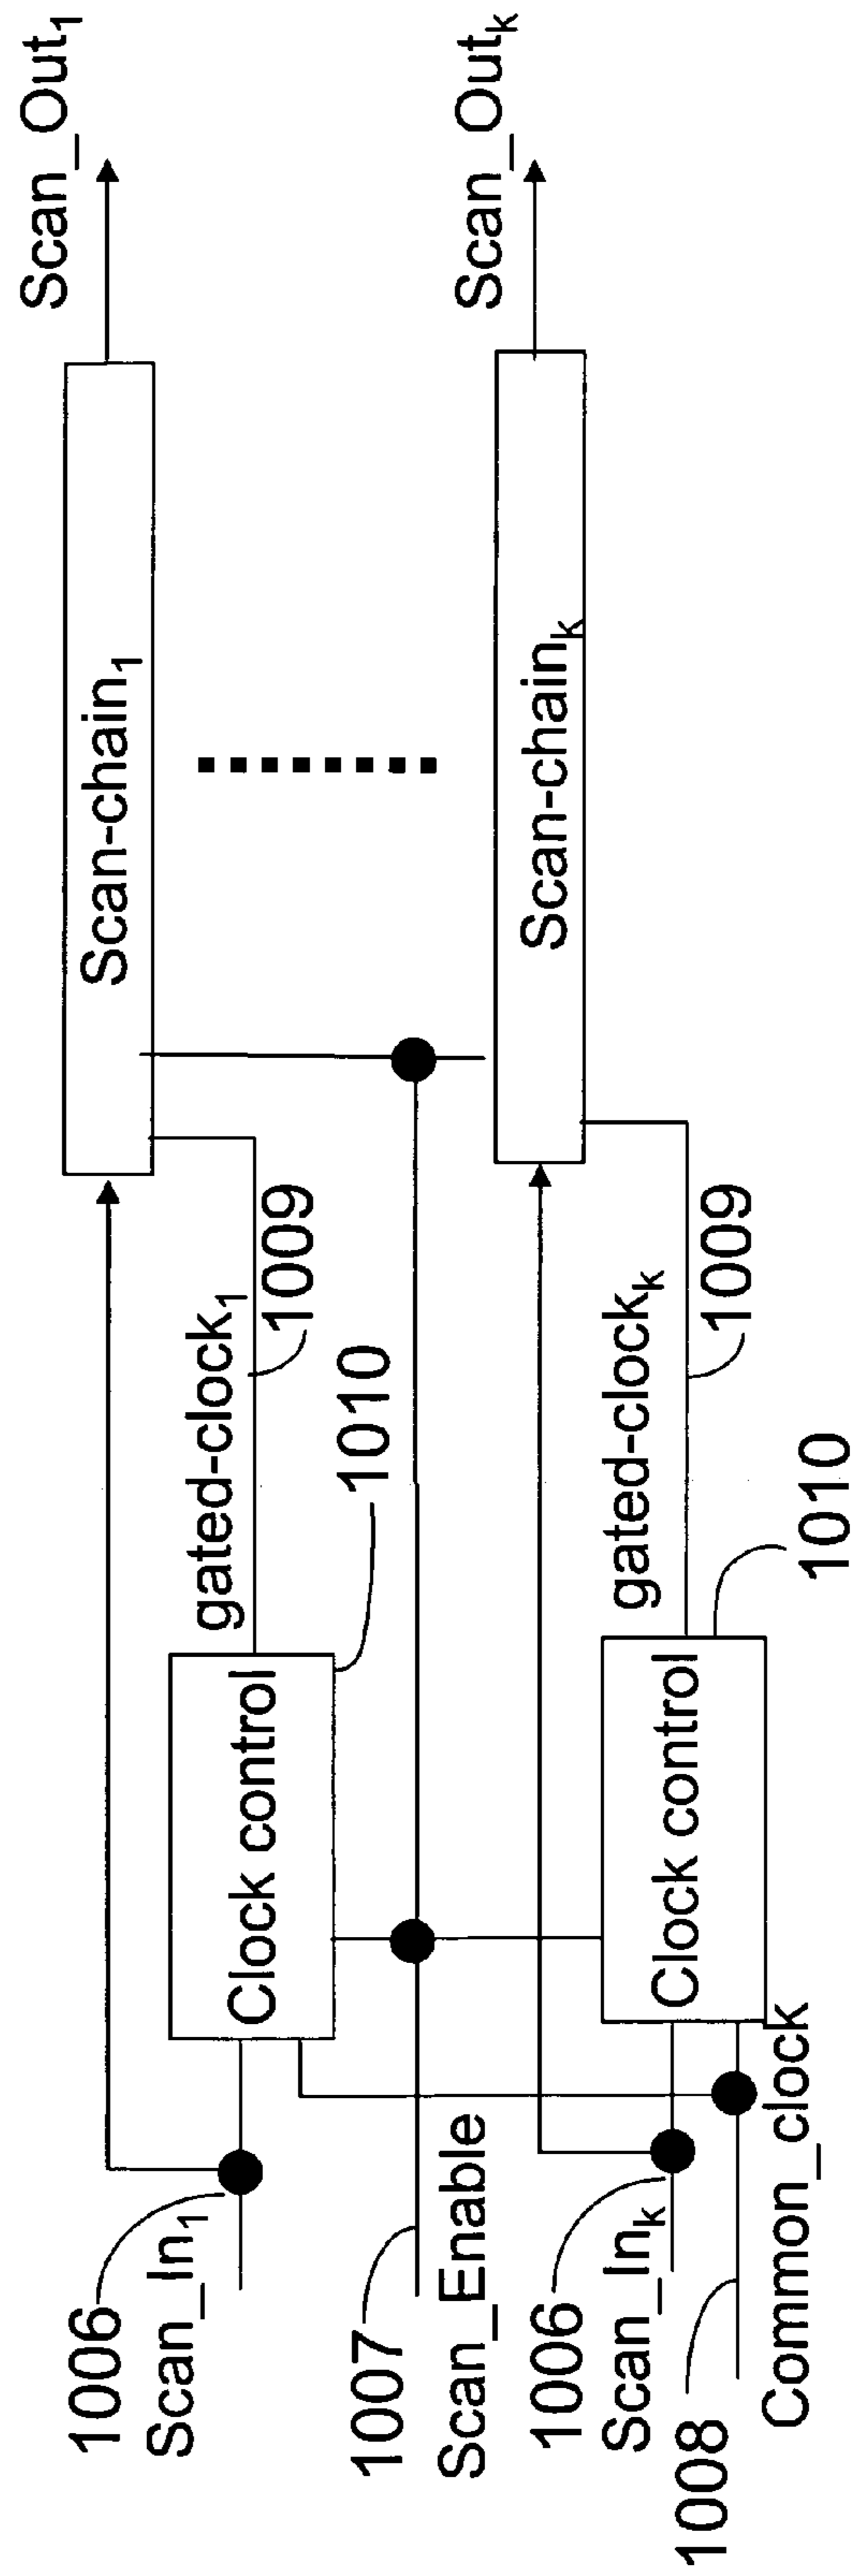 1006
Scan_In1
Clock control
gated-clock1
1009
1010
Scan-chain1
Scan_Out1
1007
Scan_Enable
1006
Scan_Ink
Clock control
gated-clockk
1009
1010
Scan-chaink
Scan_Outk
1008
Common_clock